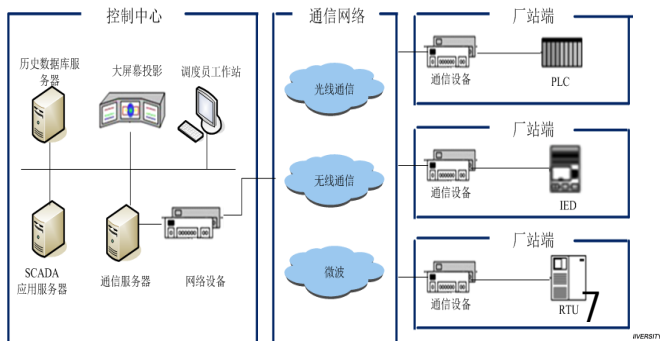 控制中心
历史数据库服
务器
大屏幕投影
调度员工作站
SCADA
应用服务器
通信服务器
网络设备
通信网络
光线通信
无线通信
微波
厂站端
通信设备
PLC
厂站端
通信设备
IED
厂站端
通信设备
RTU
7
IIVERSITY